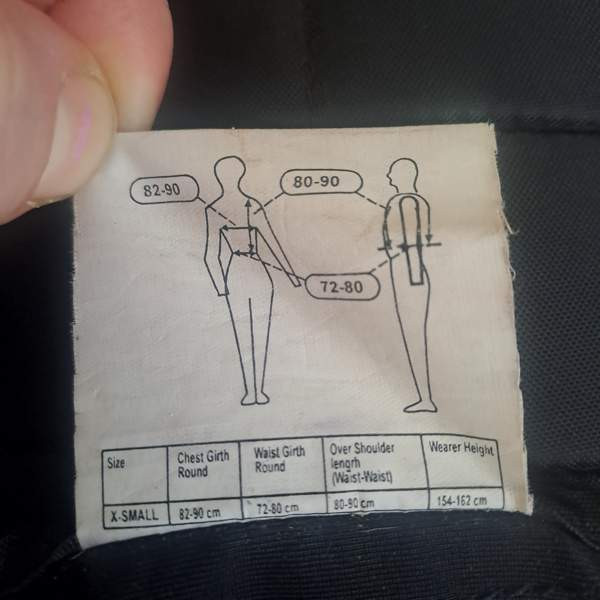 82-90
80-90
72-80
Size
Chest Girth
Round
Waist Girth
Round
Over Shoulder
lengrh
(Waist-Waist)
Wearer Height
X-SMALL
82-90 cm
72-80 cm
80-90 cm
154-162 cm